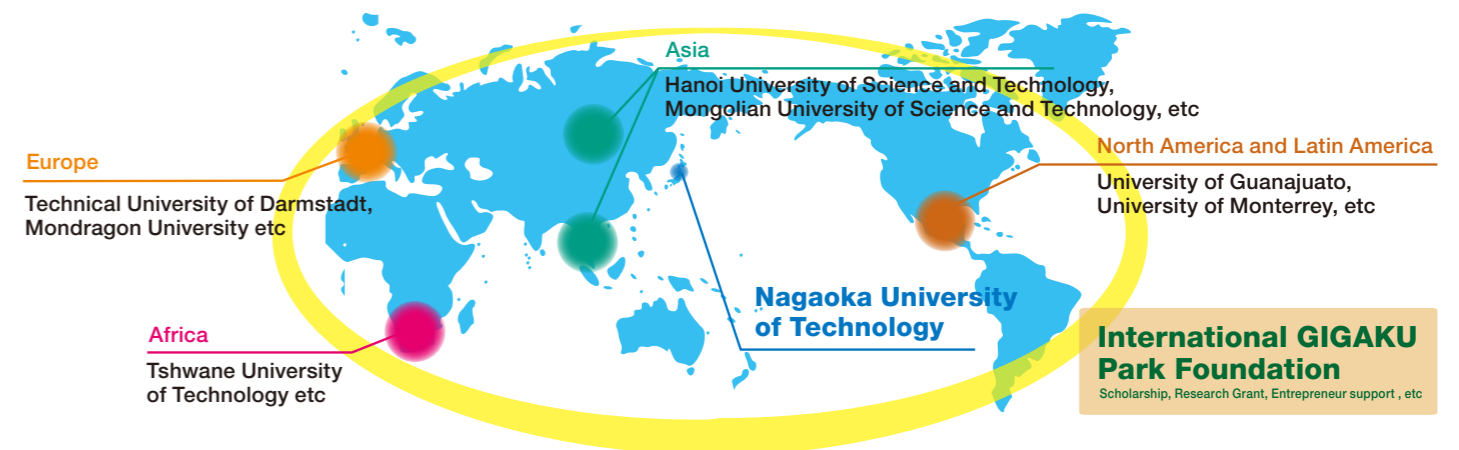 Asia
Hanoi University of Science and Technology,
Mongolian University of Science and Technology, etc
Europe
Technical University of Darmstadt,
Mondragon University etc
North America and Latin America
University of Guanajuato,
University of Monterrey, etc
Nagaoka University
of Technology
Africa
Tshwane University
of Technology etc
International GIGAKU
Park Foundation
Scholarship, Research Grant, Entrepreneur support , etc